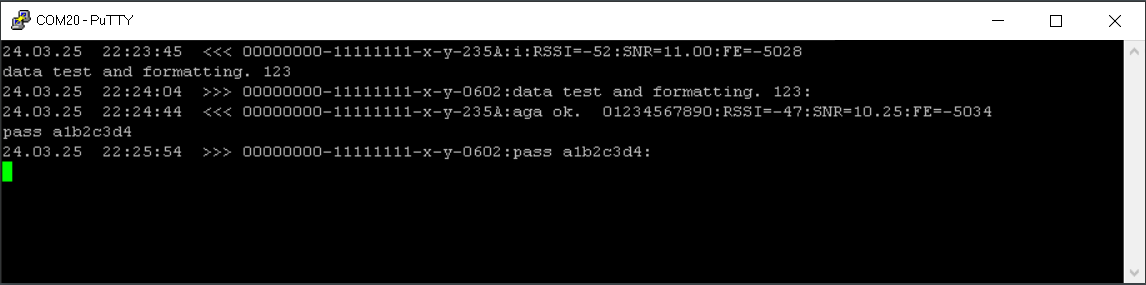 COM20 - PuTTY
24.03.25  22:23:45  <<< 00000000-11111111-x-y-235A:i:RSSI=-52:SNR=11.00:FE=-5028
data test and formatting. 123
24.03.25  22:24:04  >>> 00000000-11111111-x-y-0602:data test and formatting. 123:
24.03.25  22:24:44  <<< 00000000-11111111-x-y-235A:aga ok.  01234567890:RSSI=-47:SNR=10.25:FE=-5034
pass a1b2c3d4
24.03.25  22:25:54  >>> 00000000-11111111-x-y-0602:pass a1b2c3d4: